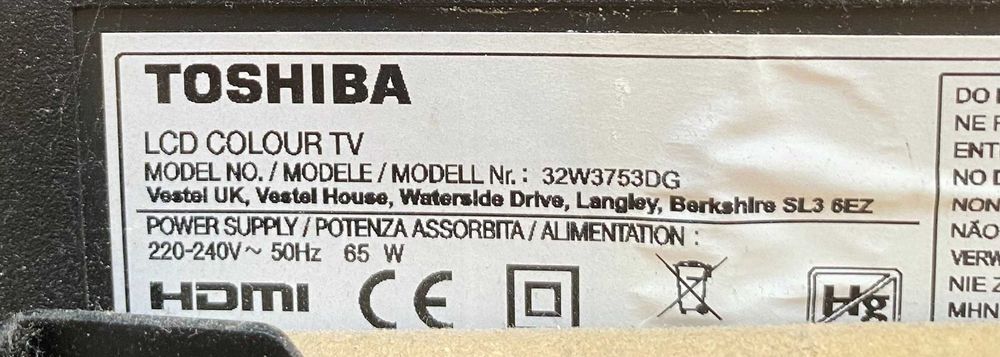 TOSHIBA
LCD COLOUR TV
MODEL NO. / MODELE / MODELL Nr. : 32W3753DG
Vestel UK, Vestel House, Waterside Drive, Langley, Berkshire SL3 6EZ
POWER SUPPLY / POTENZA ASSORBITA / ALIMENTATION :
220-240V~ 50Hz 65 W
HDMI CE Hg
DO
NE
ENT
NO
NON
NÃO
VERW
NIE
MHN